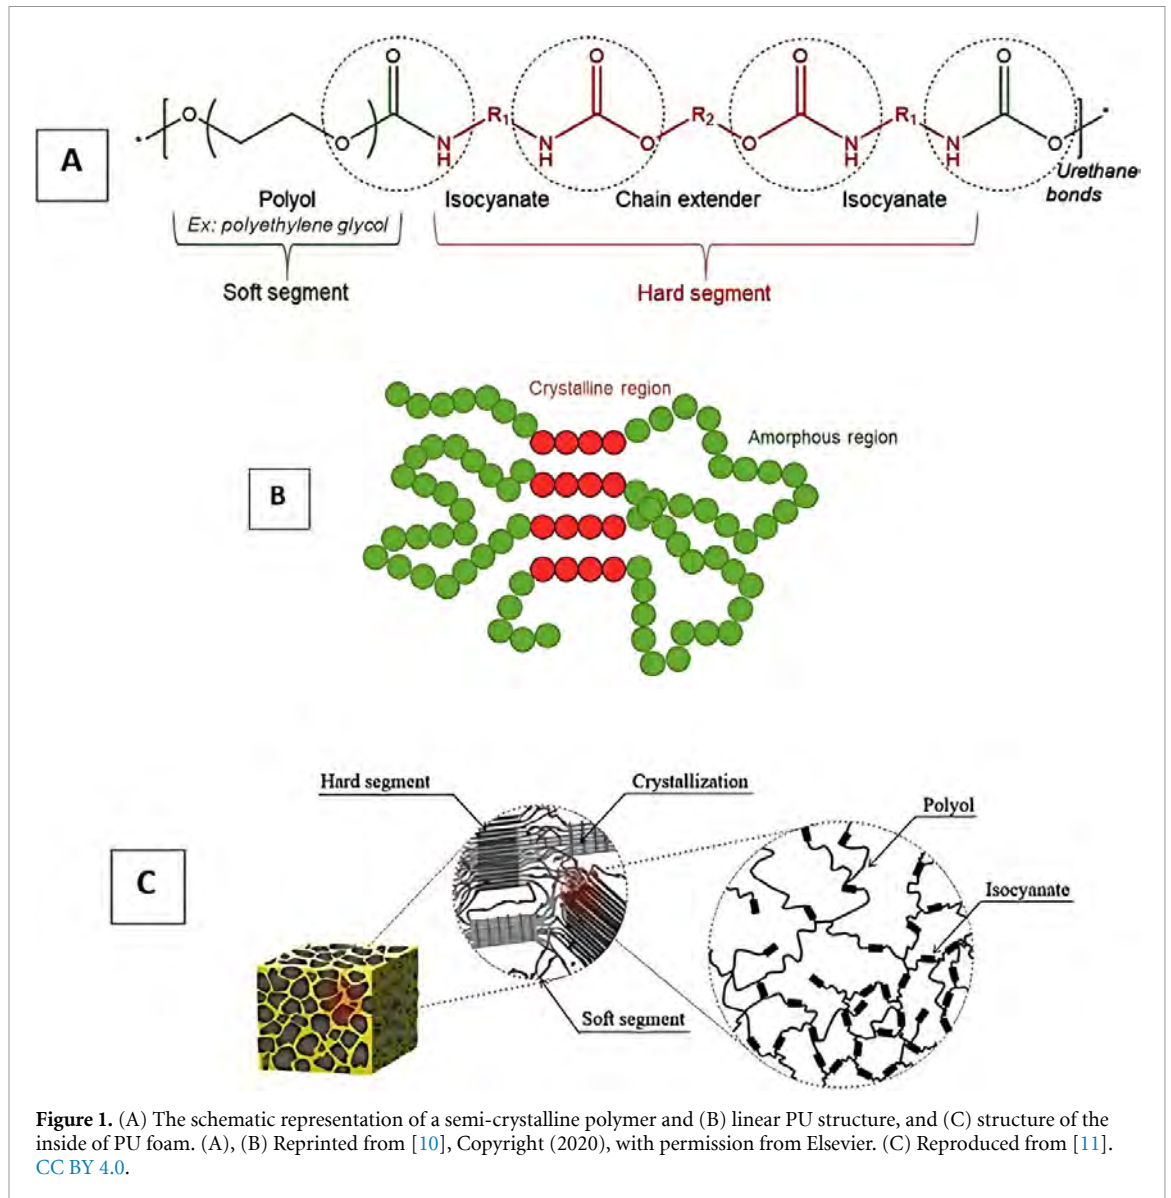 O O O O
[ O ( O ) N H R1 N H O R2 O N H R1 N H O ]
A
Urethane bonds
Polyol Isocyanate Chain extender Isocyanate
Ex: polyethylene glycol
Soft segment Hard segment
Crystalline region
Amorphous region
B
Hard segment Crystallization
Polyol
Isocyanate
C
Soft segment
Figure 1. (A) The schematic representation of a semi-crystalline polymer and (B) linear PU structure, and (C) structure of the
inside of PU foam. (A), (B) Reprinted from [10], Copyright (2020), with permission from Elsevier. (C) Reproduced from [11].
CC BY 4.0.